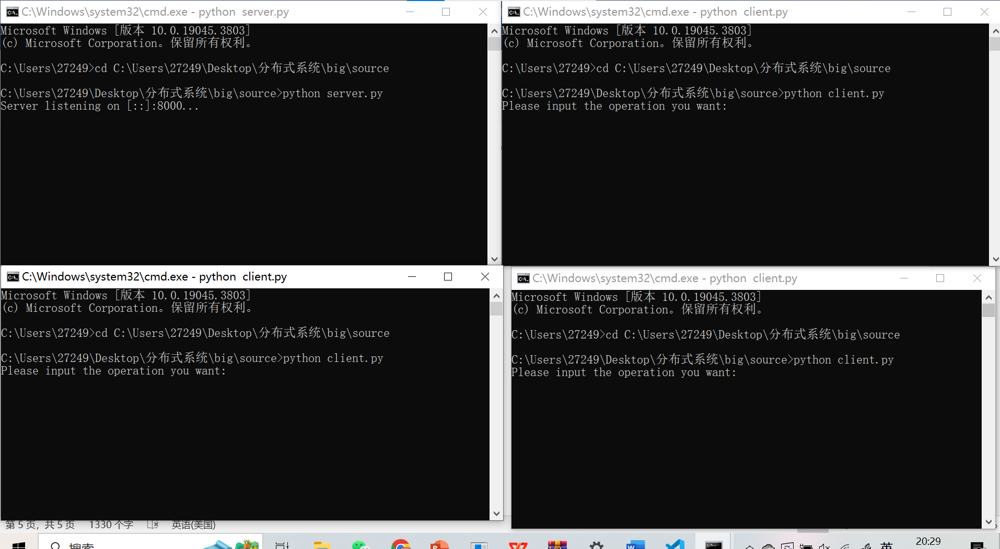 C:\Windows\system32\cmd.exe - python  server.py
Microsoft Windows [版本 10.0.19045.3803]
(c) Microsoft Corporation。保留所有权利。
C:\Users\27249>cd C:\Users\27249\Desktop\分布式系统\big\source
C:\Users\27249\Desktop\分布式系统\big\source>python server.py
Server listening on [::]:8000...
C:\Windows\system32\cmd.exe - python  client.py
Microsoft Windows [版本 10.0.19045.3803]
(c) Microsoft Corporation。保留所有权利。
C:\Users\27249>cd C:\Users\27249\Desktop\分布式系统\big\source
C:\Users\27249\Desktop\分布式系统\big\source>python client.py
Please input the operation you want:
C:\Windows\system32\cmd.exe - python  client.py
Microsoft Windows [版本 10.0.19045.3803]
(c) Microsoft Corporation。保留所有权利。
C:\Users\27249>cd C:\Users\27249\Desktop\分布式系统\big\source
C:\Users\27249\Desktop\分布式系统\big\source>python client.py
Please input the operation you want:
C:\Windows\system32\cmd.exe - python  client.py
Microsoft Windows [版本 10.0.19045.3803]
(c) Microsoft Corporation。保留所有权利。
C:\Users\27249>cd C:\Users\27249\Desktop\分布式系统\big\source
C:\Users\27249\Desktop\分布式系统\big\source>python client.py
Please input the operation you want:
第 5 页，共 5 页 1330 个字 英语(美国)
搜索 英 20:29